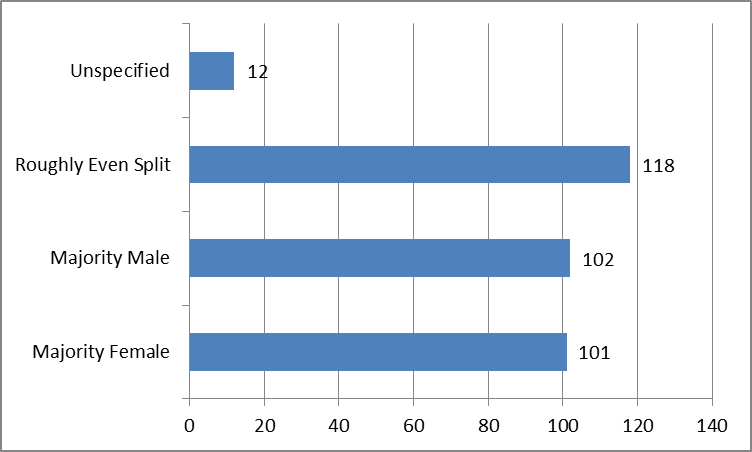 Unspecified 12
Roughly Even Split 118
Majority Male 102
Majority Female 101
0 20 40 60 80 100 120 140